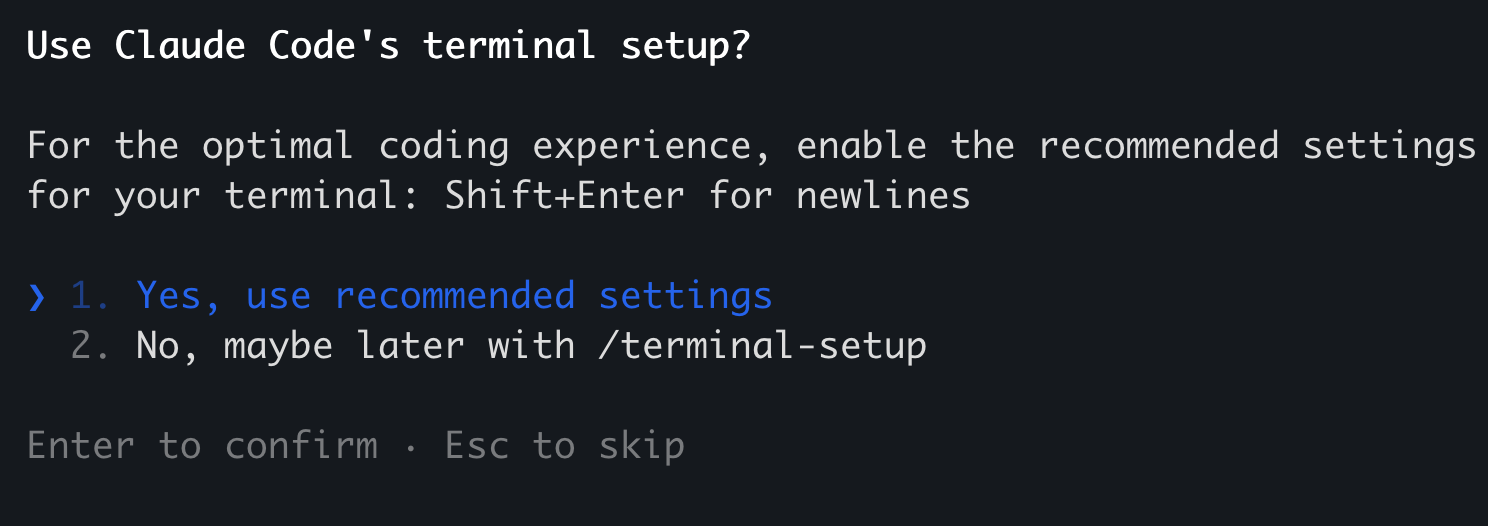 Use Claude Code's terminal setup?
For the optimal coding experience, enable the recommended settings
for your terminal: Shift+Enter for newlines
❯ 1. Yes, use recommended settings
2. No, maybe later with /terminal-setup
Enter to confirm · Esc to skip